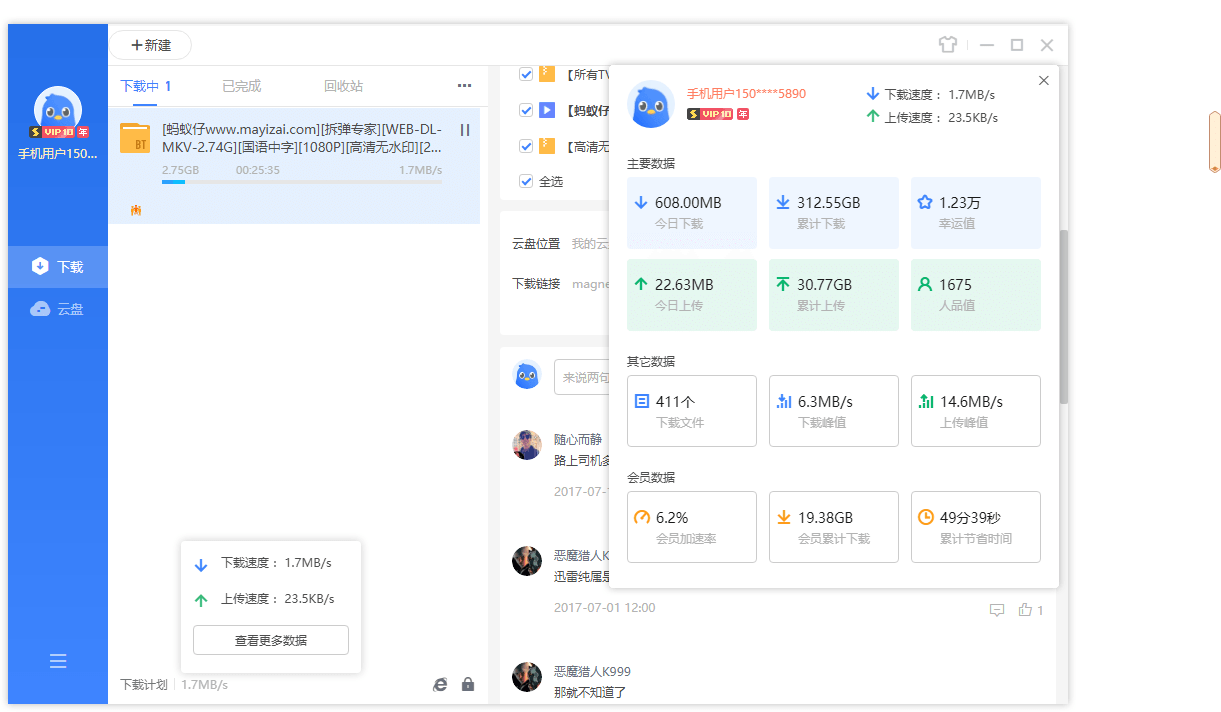 VIP10 年
手机用户150...
下载
云盘
新建
下载中 1
已完成
回收站
[蚂蚁仔www.mayizai.com][拆弹专家][WEB-DL-
MKV-2.74G][国语中字][1080P][高清无水印][2...
BT
2.75GB 00:25:35 1.7MB/s
下载速度： 1.7MB/s
上传速度： 23.5KB/s
查看更多数据
下载计划 1.7MB/s
【所有TV
【蚂蚁仔
【高清无
全选
云盘位置 我的云
下载链接 magne
来说两句
随心而静
路上司机多
2017-07-
恶魔猎人K
迅雷纯属是
2017-07-01 12:00
1
恶魔猎人K999
那就不知道了
手机用户150****5890
VIP10 年
下载速度： 1.7MB/s
上传速度： 23.5KB/s
主要数据
608.00MB
今日下载
312.55GB
累计下载
1.23万
幸运值
22.63MB
今日上传
30.77GB
累计上传
1675
人品值
其它数据
411个
下载文件
6.3MB/s
下载峰值
14.6MB/s
上传峰值
会员数据
6.2%
会员加速率
19.38GB
会员累计下载
49分39秒
累计节省时间